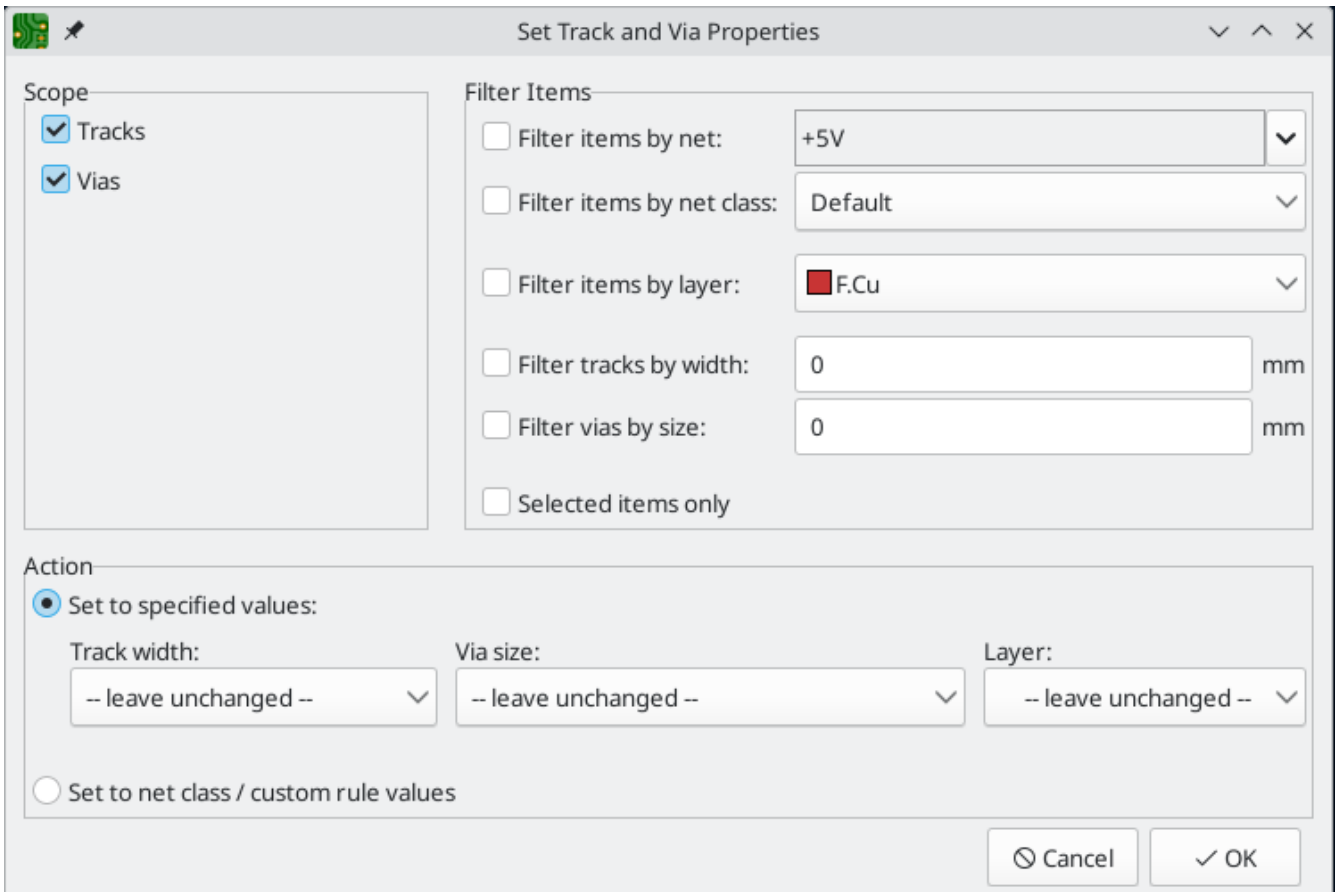 Set Track and Via Properties
Scope
Tracks
Vias
Filter Items
Filter items by net: +5V
Filter items by net class: Default
Filter items by layer: F.Cu
Filter tracks by width: 0 mm
Filter vias by size: 0 mm
Selected items only
Action
Set to specified values:
Track width: Via size: Layer:
-- leave unchanged -- -- leave unchanged -- -- leave unchanged --
Set to net class / custom rule values
Cancel OK